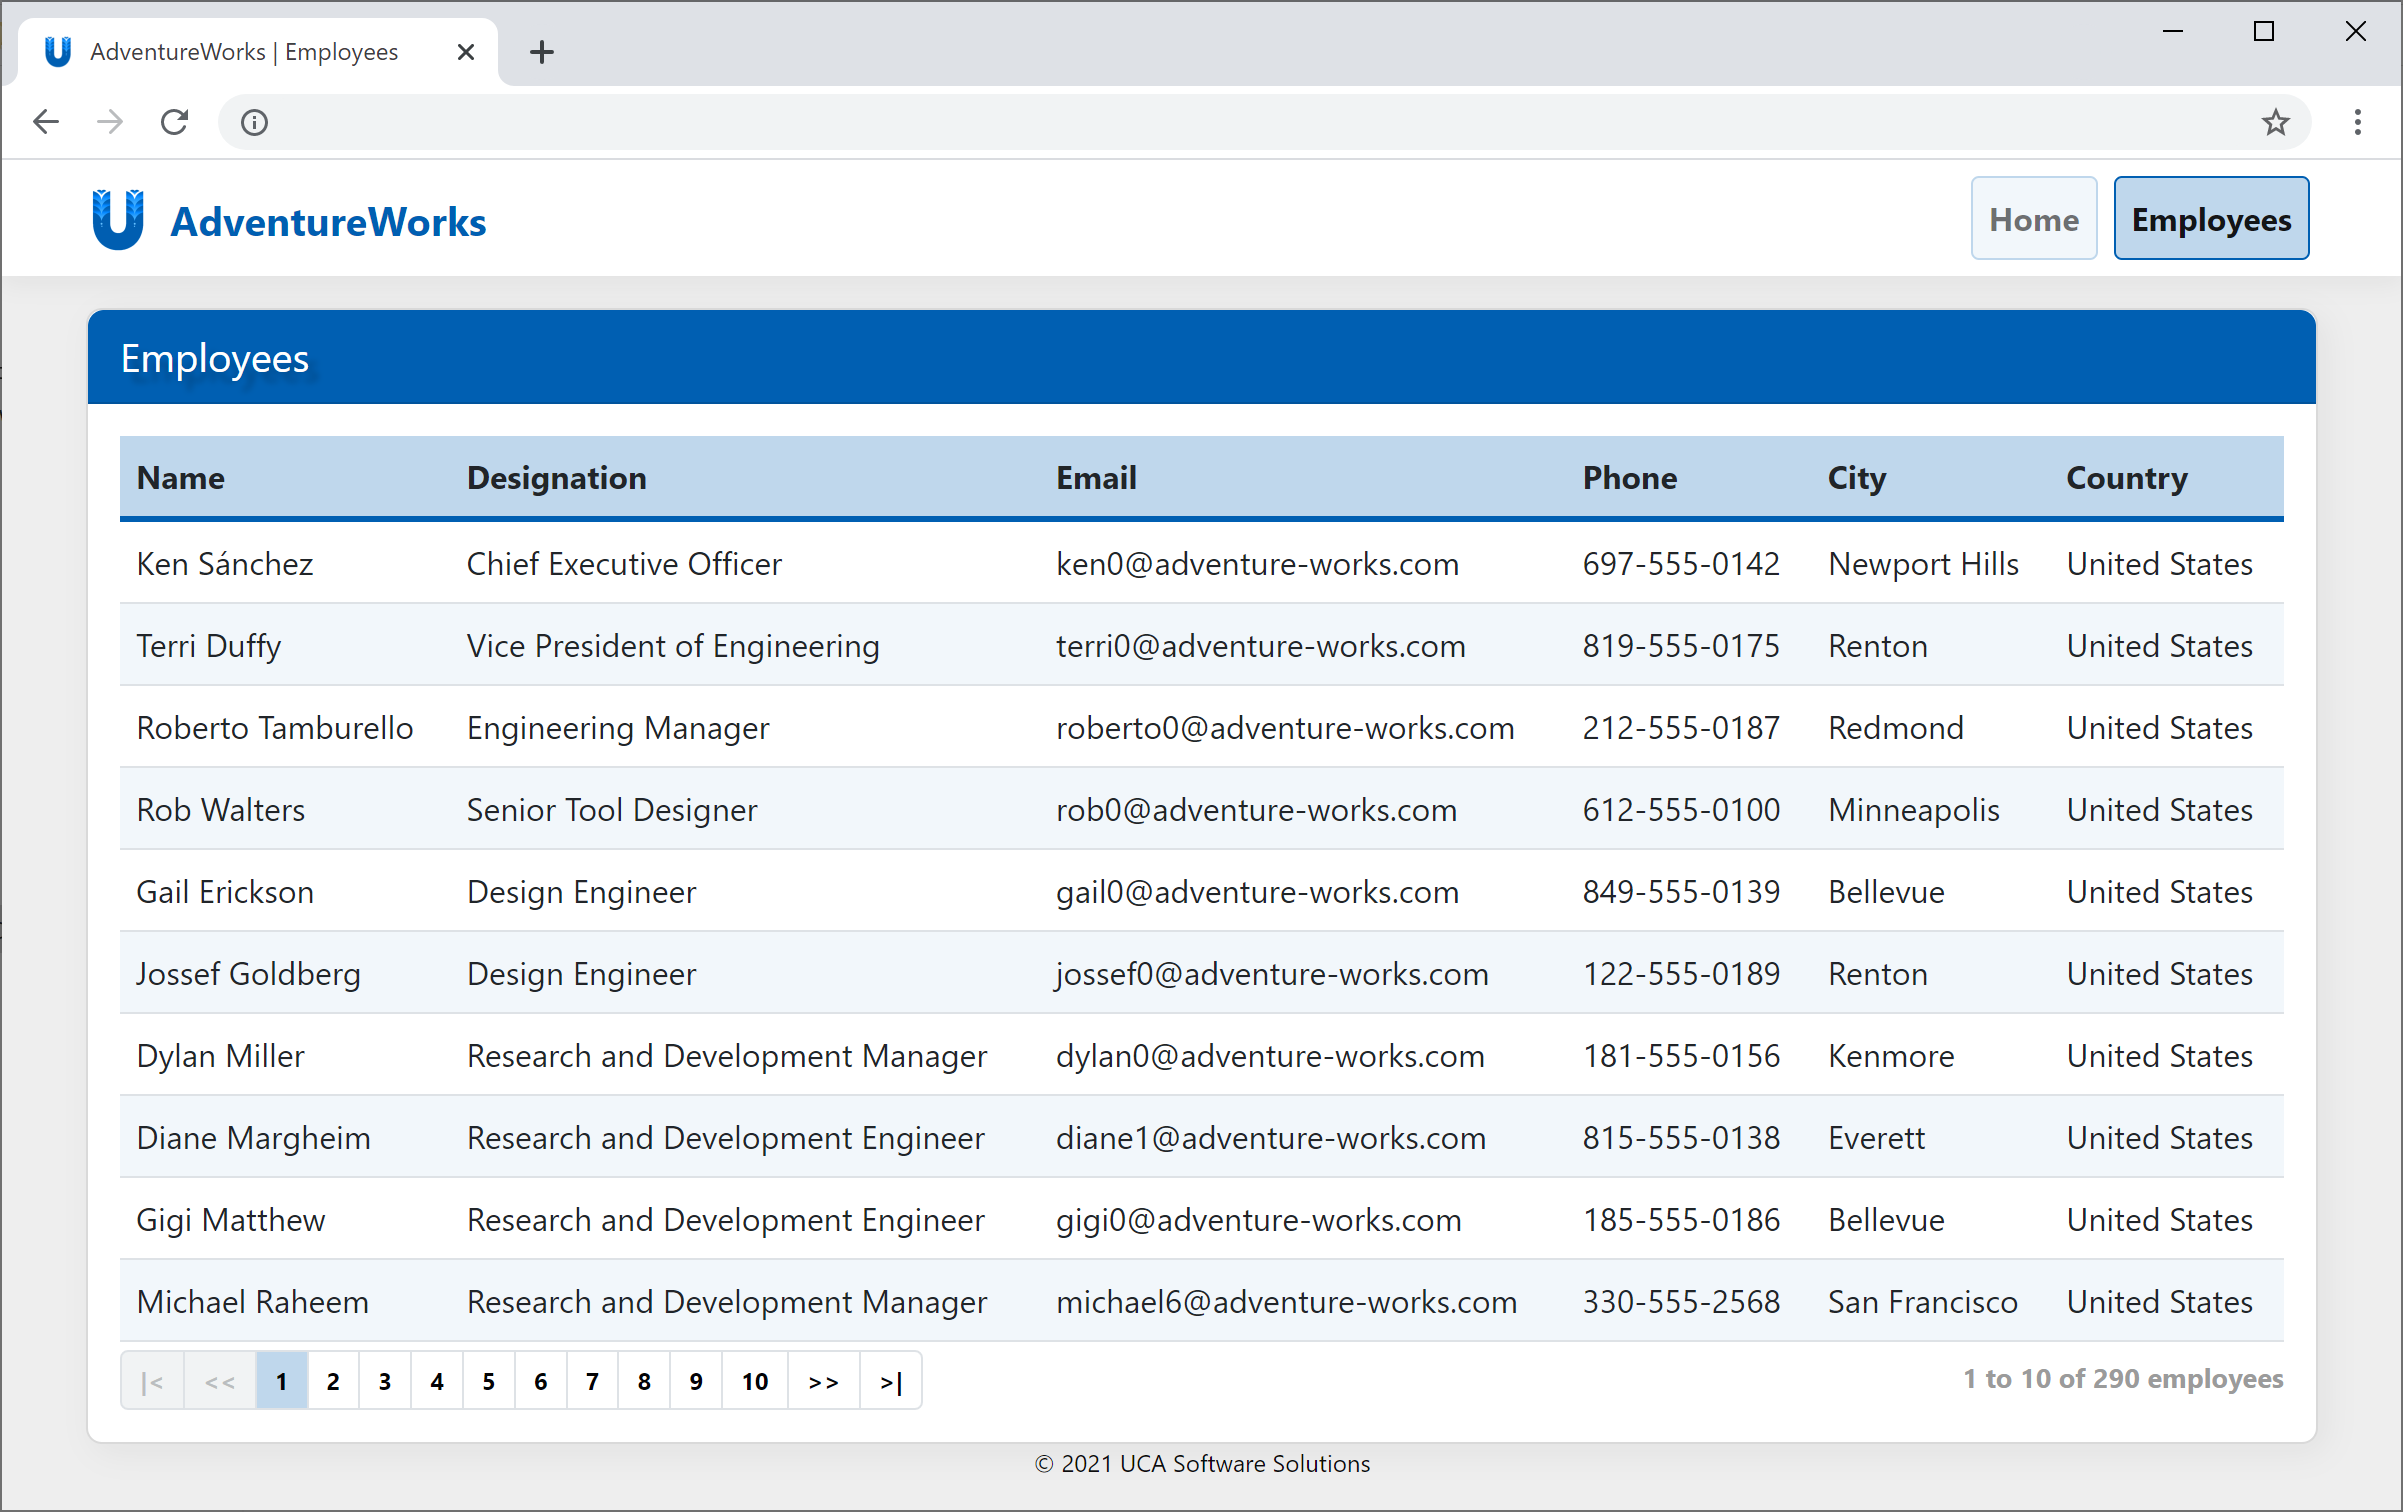 AdventureWorks | Employees
AdventureWorks
Home
Employees
Employees
Name Designation Email Phone City Country
Ken Sánchez Chief Executive Officer ken0@adventure-works.com 697-555-0142 Newport Hills United States
Terri Duffy Vice President of Engineering terri0@adventure-works.com 819-555-0175 Renton United States
Roberto Tamburello Engineering Manager roberto0@adventure-works.com 212-555-0187 Redmond United States
Rob Walters Senior Tool Designer rob0@adventure-works.com 612-555-0100 Minneapolis United States
Gail Erickson Design Engineer gail0@adventure-works.com 849-555-0139 Bellevue United States
Jossef Goldberg Design Engineer jossef0@adventure-works.com 122-555-0189 Renton United States
Dylan Miller Research and Development Manager dylan0@adventure-works.com 181-555-0156 Kenmore United States
Diane Margheim Research and Development Engineer diane1@adventure-works.com 815-555-0138 Everett United States
Gigi Matthew Research and Development Engineer gigi0@adventure-works.com 185-555-0186 Bellevue United States
Michael Raheem Research and Development Manager michael6@adventure-works.com 330-555-2568 San Francisco United States
|< << 1 2 3 4 5 6 7 8 9 10 >> >|
1 to 10 of 290 employees
© 2021 UCA Software Solutions